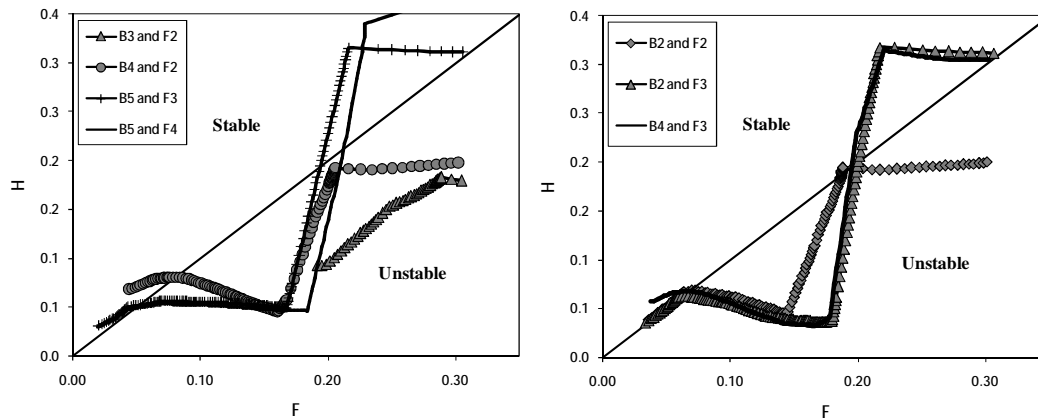 0.4
0.3
0.3
0.2
0.2
0.1
0.1
0.0
H
0.00
0.10
0.20
0.30
F
B3 and F2
B4 and F2
B5 and F3
B5 and F4
Stable
Unstable
0.4
0.3
0.3
0.2
0.2
0.1
0.1
0.0
H
0.00
0.10
0.20
0.30
F
B2 and F2
B2 and F3
B4 and F3
Stable
Unstable